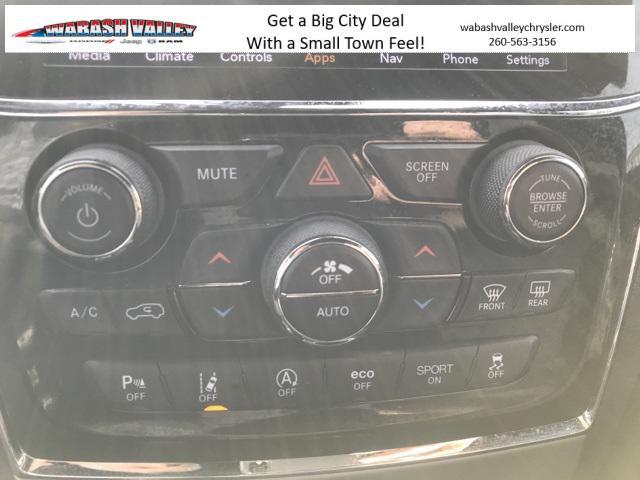 WABASH VALLEY
Jeep RAM
Get a Big City Deal
With a Small Town Feel!
wabashvalleychrysler.com
260-563-3156
Media Climate Controls Apps Nav Phone Settings
VOLUME
MUTE
SCREEN
OFF
TUNE
BROWSE
ENTER
SCROLL
OFF
AUTO
A/C
FRONT
REAR
P OFF
OFF
A OFF
eco
OFF
SPORT
ON
OFF